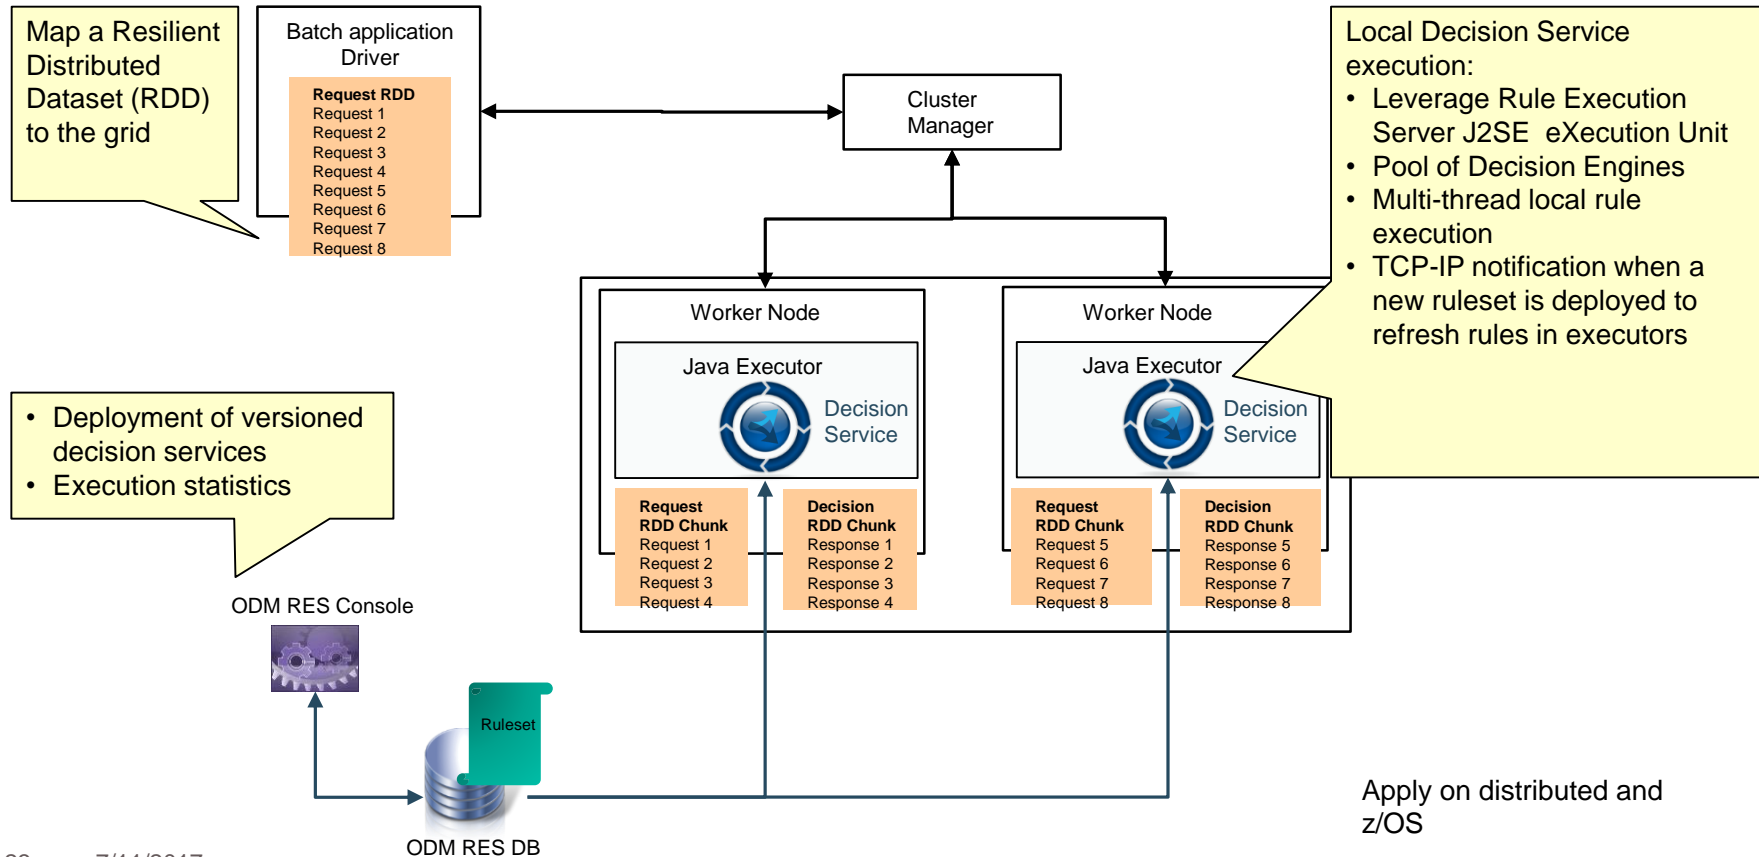 Map a Resilient
Distributed
Dataset (RDD)
to the grid
Batch application
Driver
Request RDD
Request 1
Request 2
Request 3
Request 4
Request 5
Request 6
Request 7
Request 8
Cluster
Manager
Local Decision Service
execution:
• Leverage Rule Execution
Server J2SE eXecution Unit
• Pool of Decision Engines
• Multi-thread local rule
execution
• TCP-IP notification when a
new ruleset is deployed to
refresh rules in executors
Worker Node
Java Executor
Decision
Service
Request
RDD Chunk
Request 1
Request 2
Request 3
Request 4
Decision
RDD Chunk
Response 1
Response 2
Response 3
Response 4
Worker Node
Java Executor
Decision
Service
Request
RDD Chunk
Request 5
Request 6
Request 7
Request 8
Decision
RDD Chunk
Response 5
Response 6
Response 7
Response 8
• Deployment of versioned
decision services
• Execution statistics
ODM RES Console
Ruleset
ODM RES DB
Apply on distributed and
z/OS